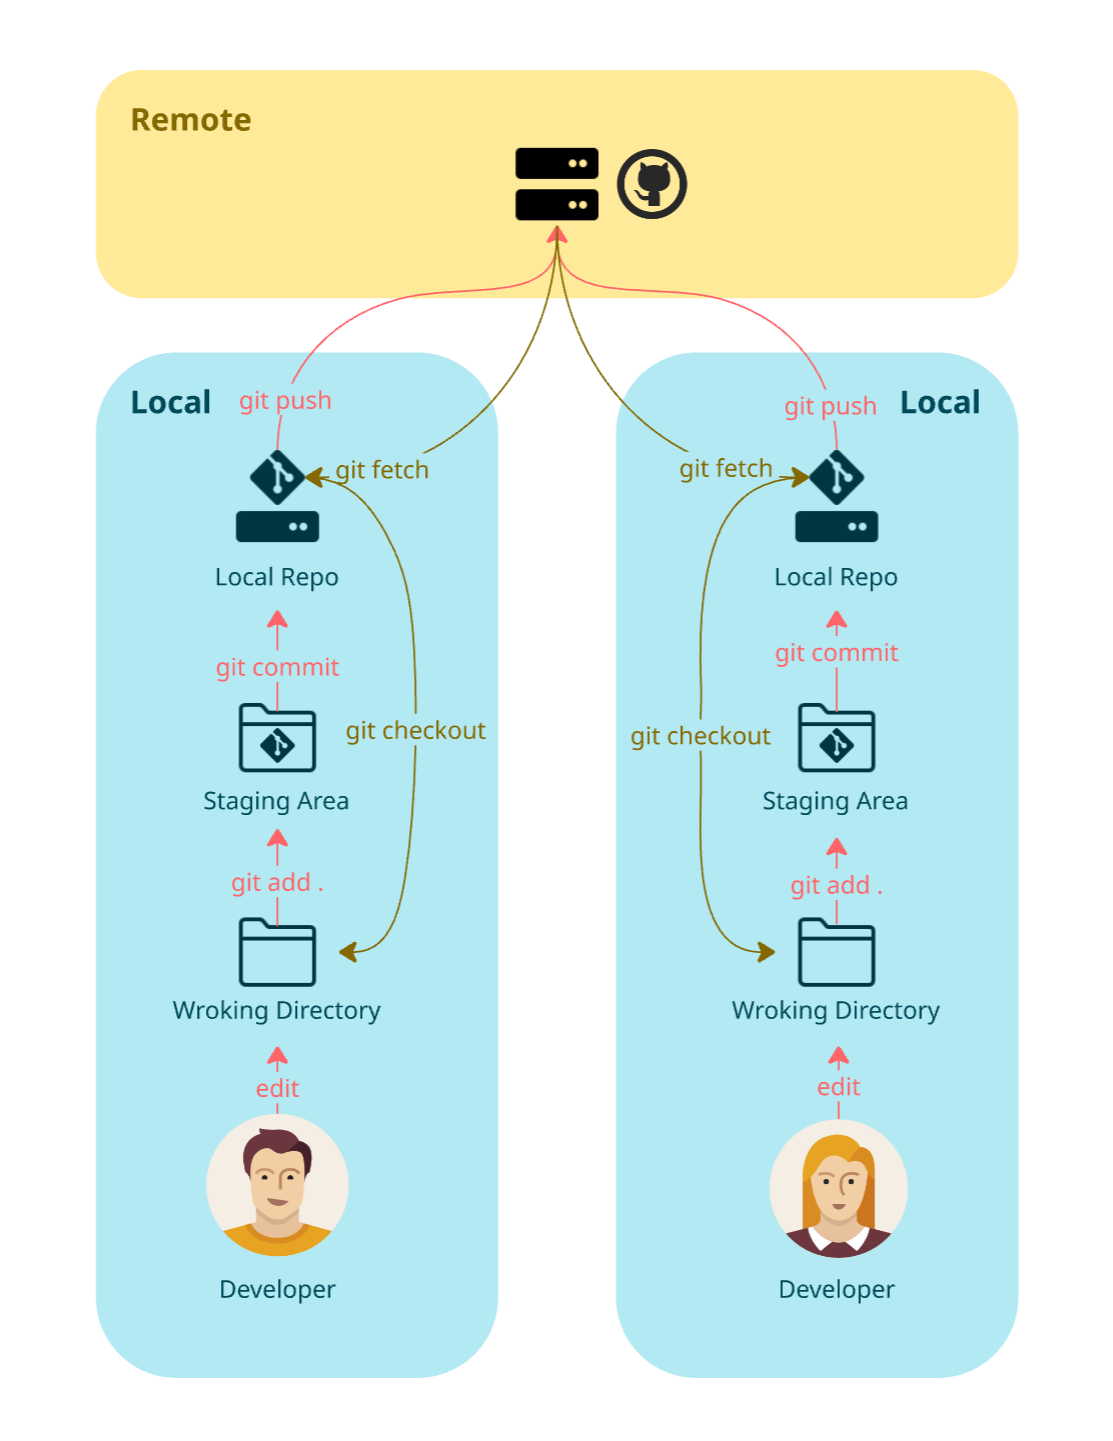 Remote
Local
git push
git fetch
Local Repo
git commit
git checkout
Staging Area
git add .
Wroking Directory
edit
Developer
Local
git push
git fetch
Local Repo
git commit
git checkout
Staging Area
git add .
Wroking Directory
edit
Developer